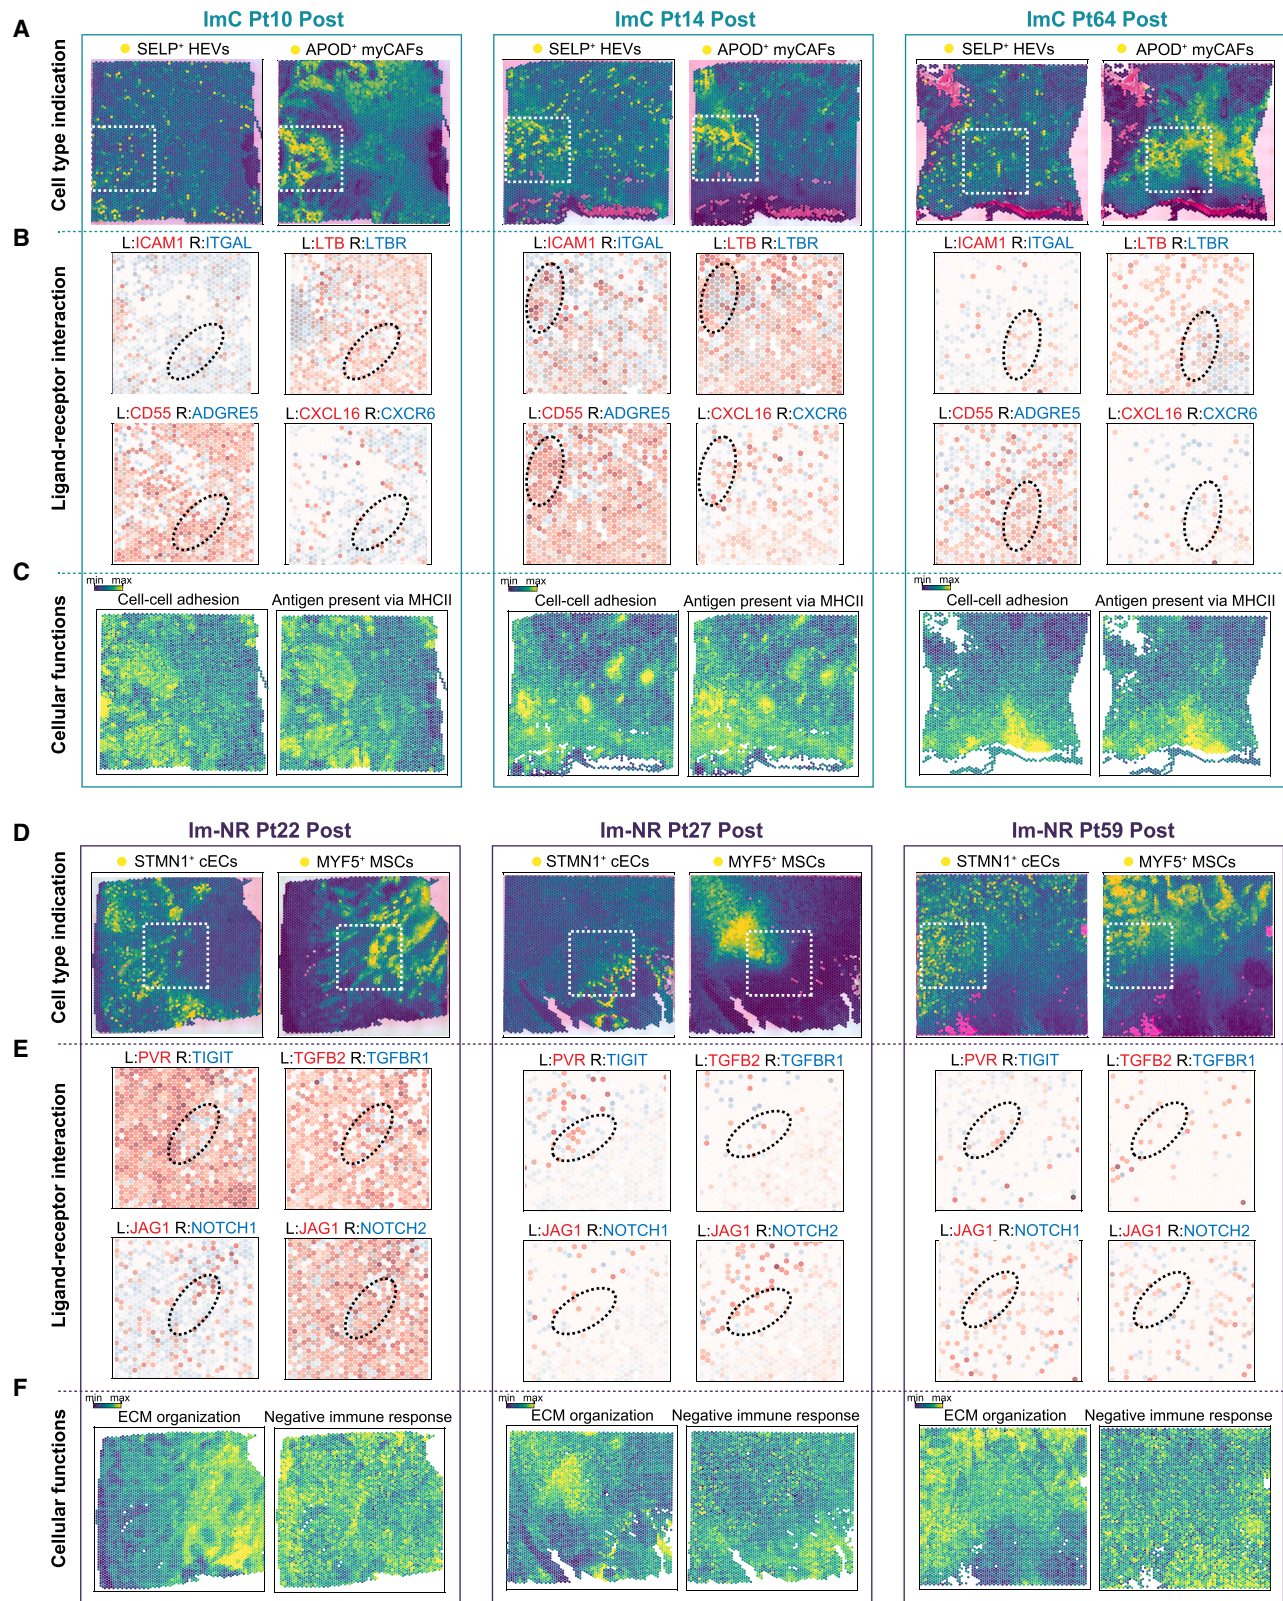 A
ImC Pt10 Post
ImC Pt14 Post
ImC Pt64 Post
Cell type indication
SELP+ HEVs
APOD+ myCAFs
SELP+ HEVs
APOD+ myCAFs
SELP+ HEVs
APOD+ myCAFs
B
Ligand-receptor interaction
L:ICAM1 R:ITGAL
L:LTB R:LTBR
L:ICAM1 R:ITGAL
L:LTB R:LTBR
L:ICAM1 R:ITGAL
L:LTB R:LTBR
L:CD55 R:ADGRE5
L:CXCL16 R:CXCR6
L:CD55 R:ADGRE5
L:CXCL16 R:CXCR6
L:CD55 R:ADGRE5
L:CXCL16 R:CXCR6
C
Cellular functions
min max
min max
min max
Cell-cell adhesion
Antigen present via MHCII
Cell-cell adhesion
Antigen present via MHCII
Cell-cell adhesion
Antigen present via MHCII
D
Im-NR Pt22 Post
Im-NR Pt27 Post
Im-NR Pt59 Post
Cell type indication
STMN1+ cECs
MYF5+ MSCs
STMN1+ cECs
MYF5+ MSCs
STMN1+ cECs
MYF5+ MSCs
E
Ligand-receptor interaction
L:PVR R:TIGIT
L:TGFB2 R:TGFBR1
L:PVR R:TIGIT
L:TGFB2 R:TGFBR1
L:PVR R:TIGIT
L:TGFB2 R:TGFBR1
L:JAG1 R:NOTCH1
L:JAG1 R:NOTCH2
L:JAG1 R:NOTCH1
L:JAG1 R:NOTCH2
L:JAG1 R:NOTCH1
L:JAG1 R:NOTCH2
F
Cellular functions
min max
min max
min max
ECM organization
Negative immune response
ECM organization
Negative immune response
ECM organization
Negative immune response